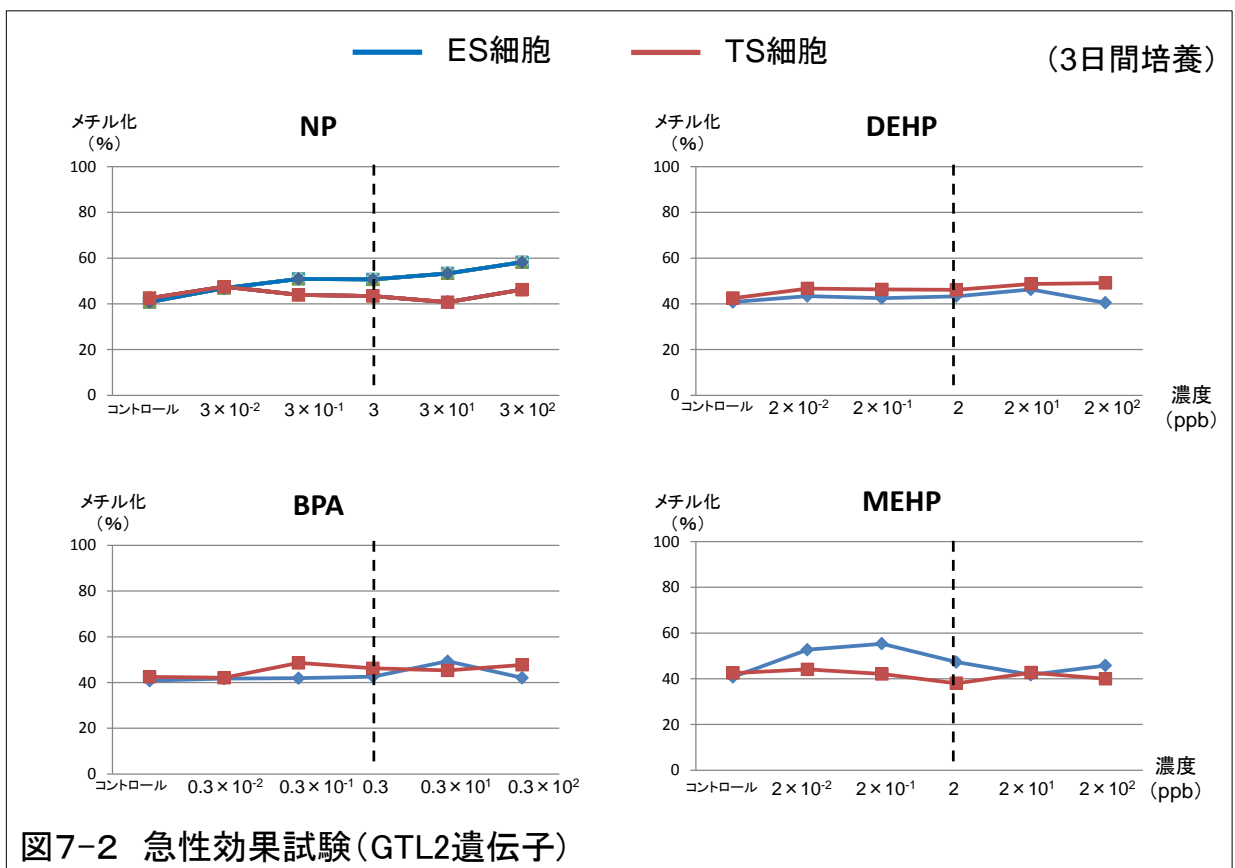 ES細胞 TS細胞 (3日間培養)
メチル化
(%)
NP
100
80
60
40
20
0
コントロール 3×10⁻² 3×10⁻¹ 3 3×10¹ 3×10²
メチル化
(%)
DEHP
100
80
60
40
20
0
コントロール 2×10⁻² 2×10⁻¹ 2 2×10¹ 2×10²
濃度
(ppb)
メチル化
(%)
BPA
100
80
60
40
20
0
コントロール 0.3×10⁻² 0.3×10⁻¹ 0.3 0.3×10¹ 0.3×10²
メチル化
(%)
MEHP
100
80
60
40
20
0
コントロール 2×10⁻² 2×10⁻¹ 2 2×10¹ 2×10²
濃度
(ppb)
図7-2 急性効果試験(GTL2遺伝子)